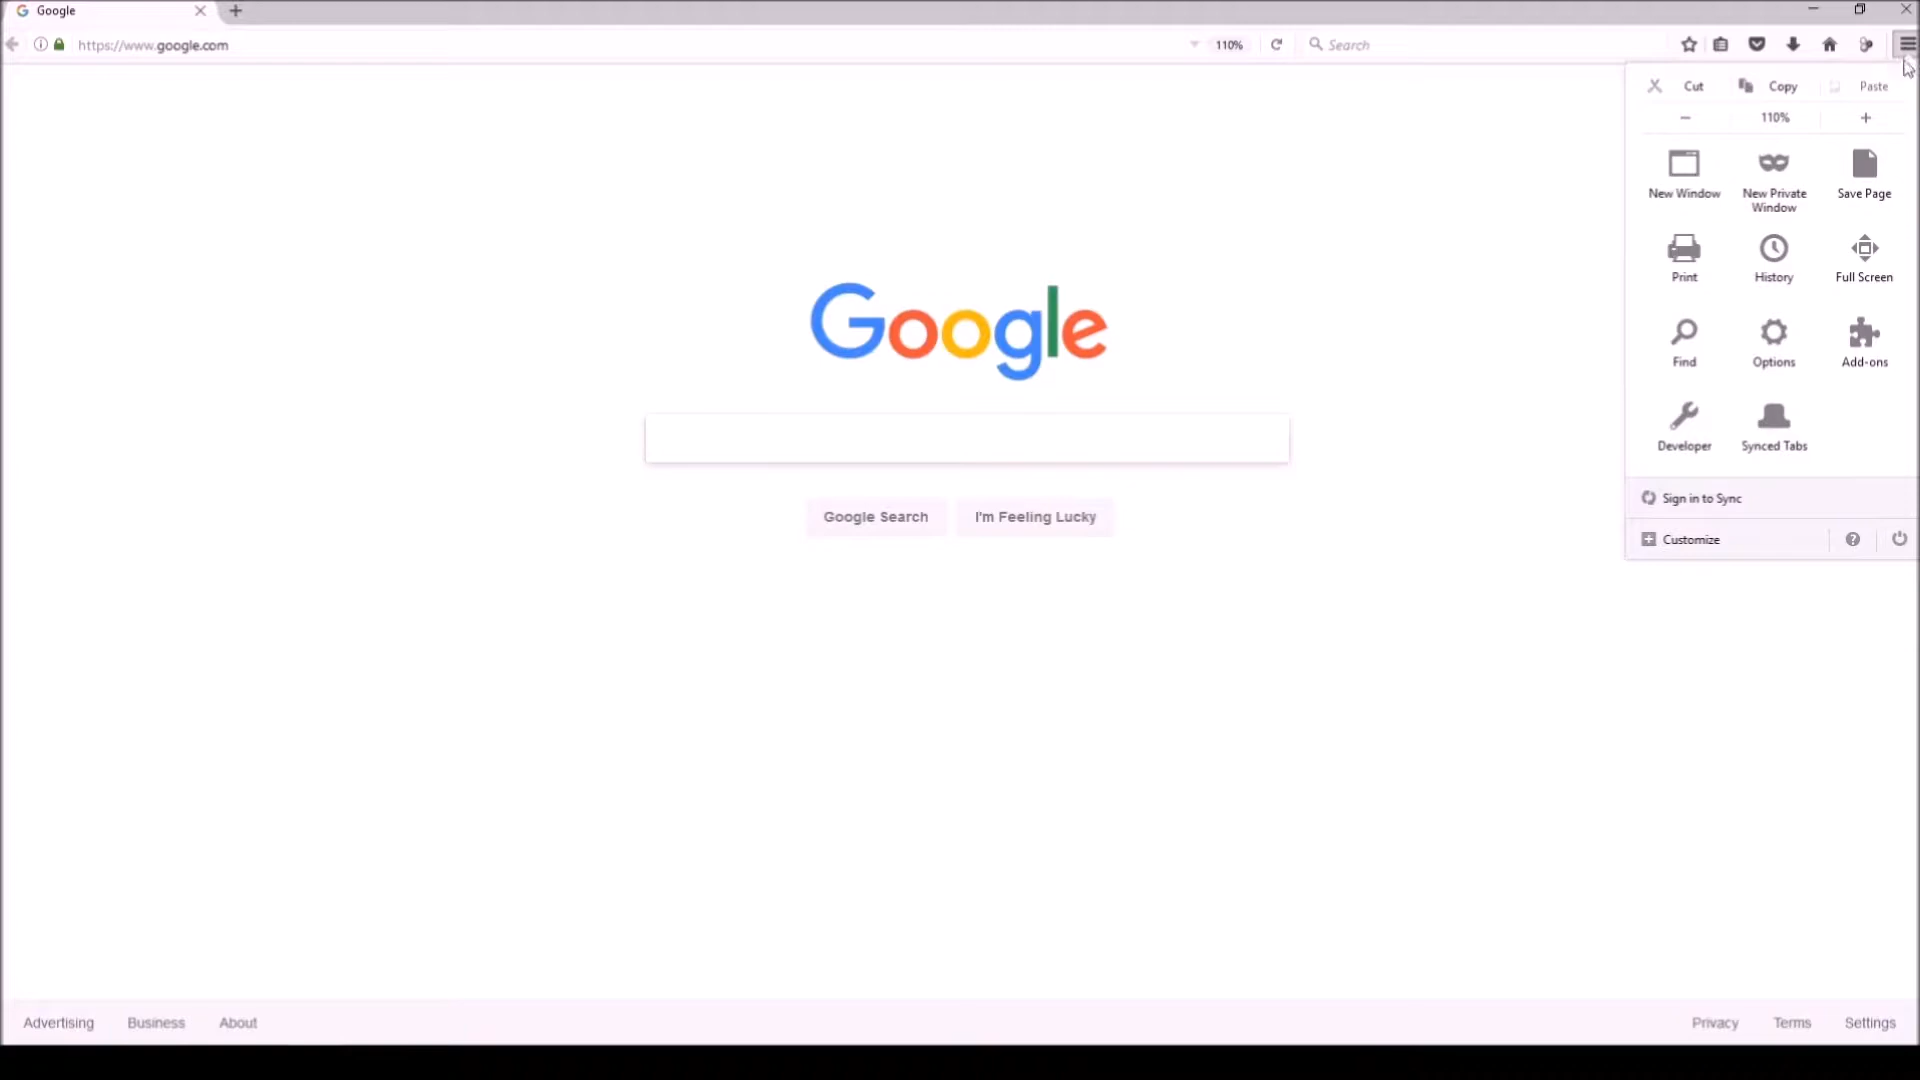 Google
https://www.google.com
110%
Search
Cut
Copy
Paste
110%
New Window
New Private
Window
Save Page
Print
History
Full Screen
Find
Options
Add-ons
Developer
Synced Tabs
Sign in to Sync
Customize
Google
Google Search
I'm Feeling Lucky
Advertising
Business
About
Privacy
Terms
Settings